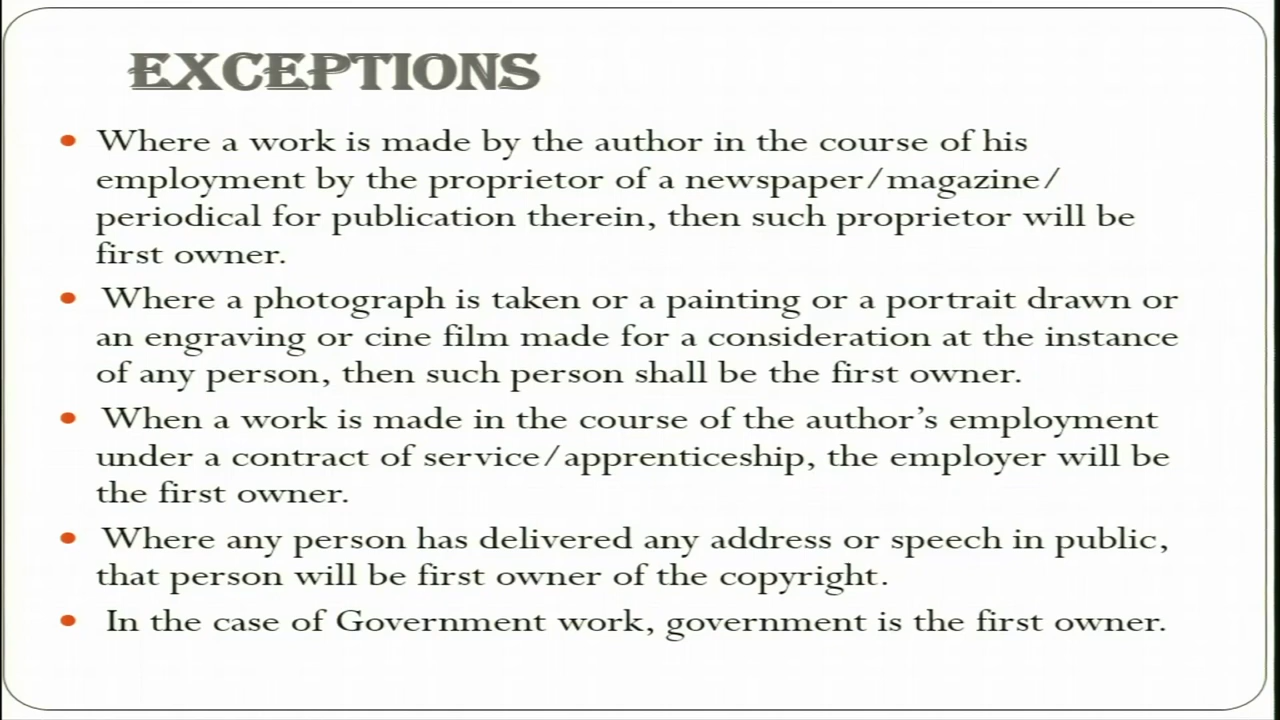 EXCEPTIONS
• Where a work is made by the author in the course of his
employment by the proprietor of a newspaper/magazine/
periodical for publication therein, then such proprietor will be
first owner.
• Where a photograph is taken or a painting or a portrait drawn or
an engraving or cine film made for a consideration at the instance
of any person, then such person shall be the first owner.
• When a work is made in the course of the author’s employment
under a contract of service/apprenticeship, the employer will be
the first owner.
• Where any person has delivered any address or speech in public,
that person will be first owner of the copyright.
• In the case of Government work, government is the first owner.